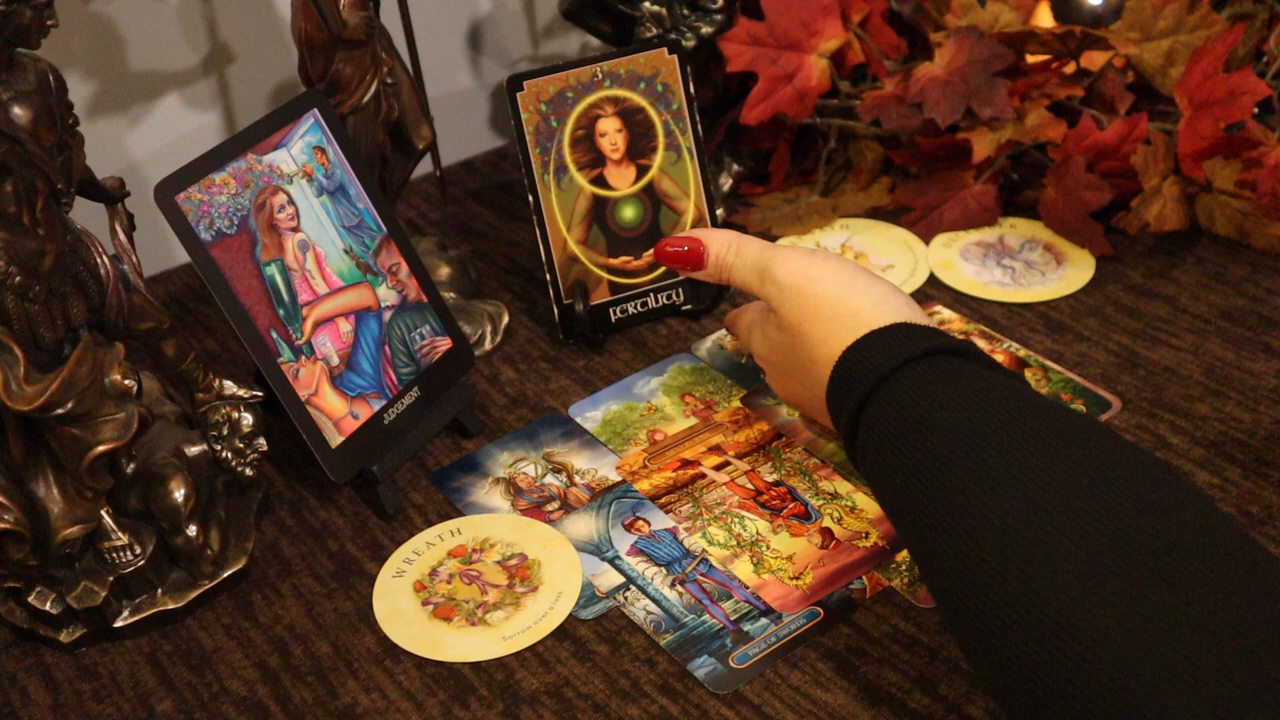 3
FERTILITY
JUDGEMENT
WREATH
Sorrow over a loss.
PAGE OF SWORDS